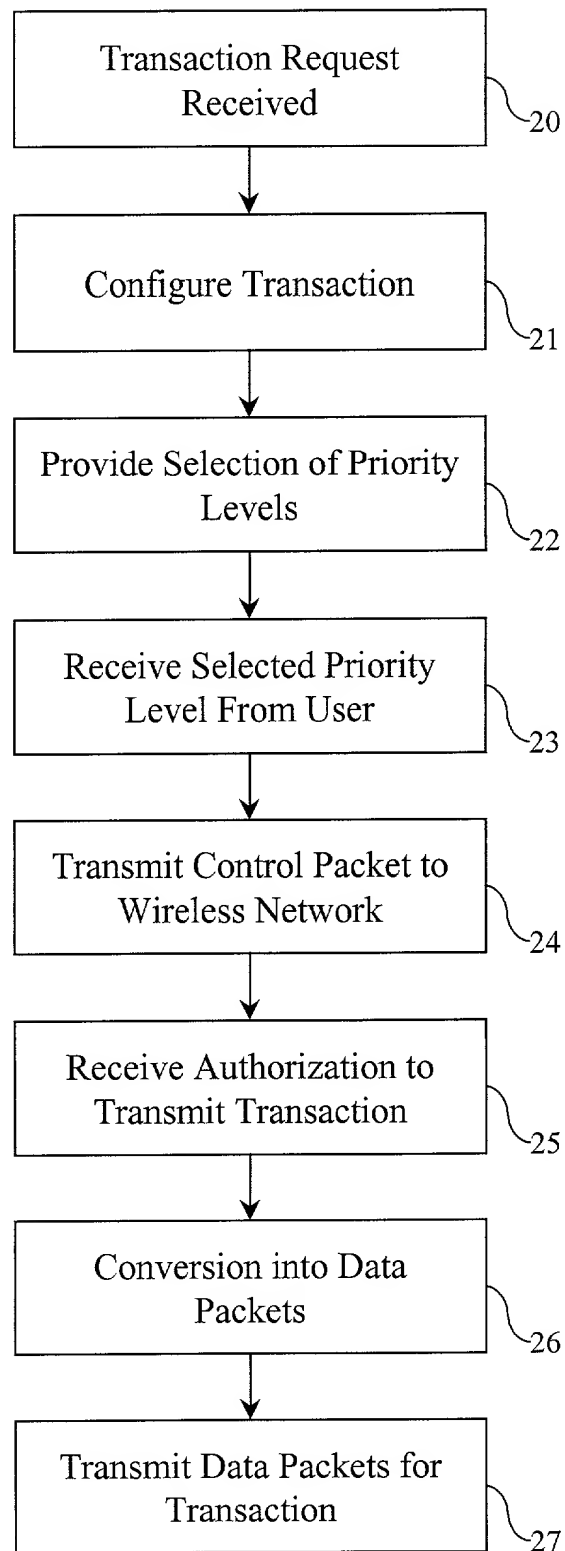 Transaction Request
Received
20
Configure Transaction
21
Provide Selection of Priority
Levels
22
Receive Selected Priority
Level From User
23
Transmit Control Packet to
Wireless Network
24
Receive Authorization to
Transmit Transaction
25
Conversion into Data
Packets
26
Transmit Data Packets for
Transaction
27